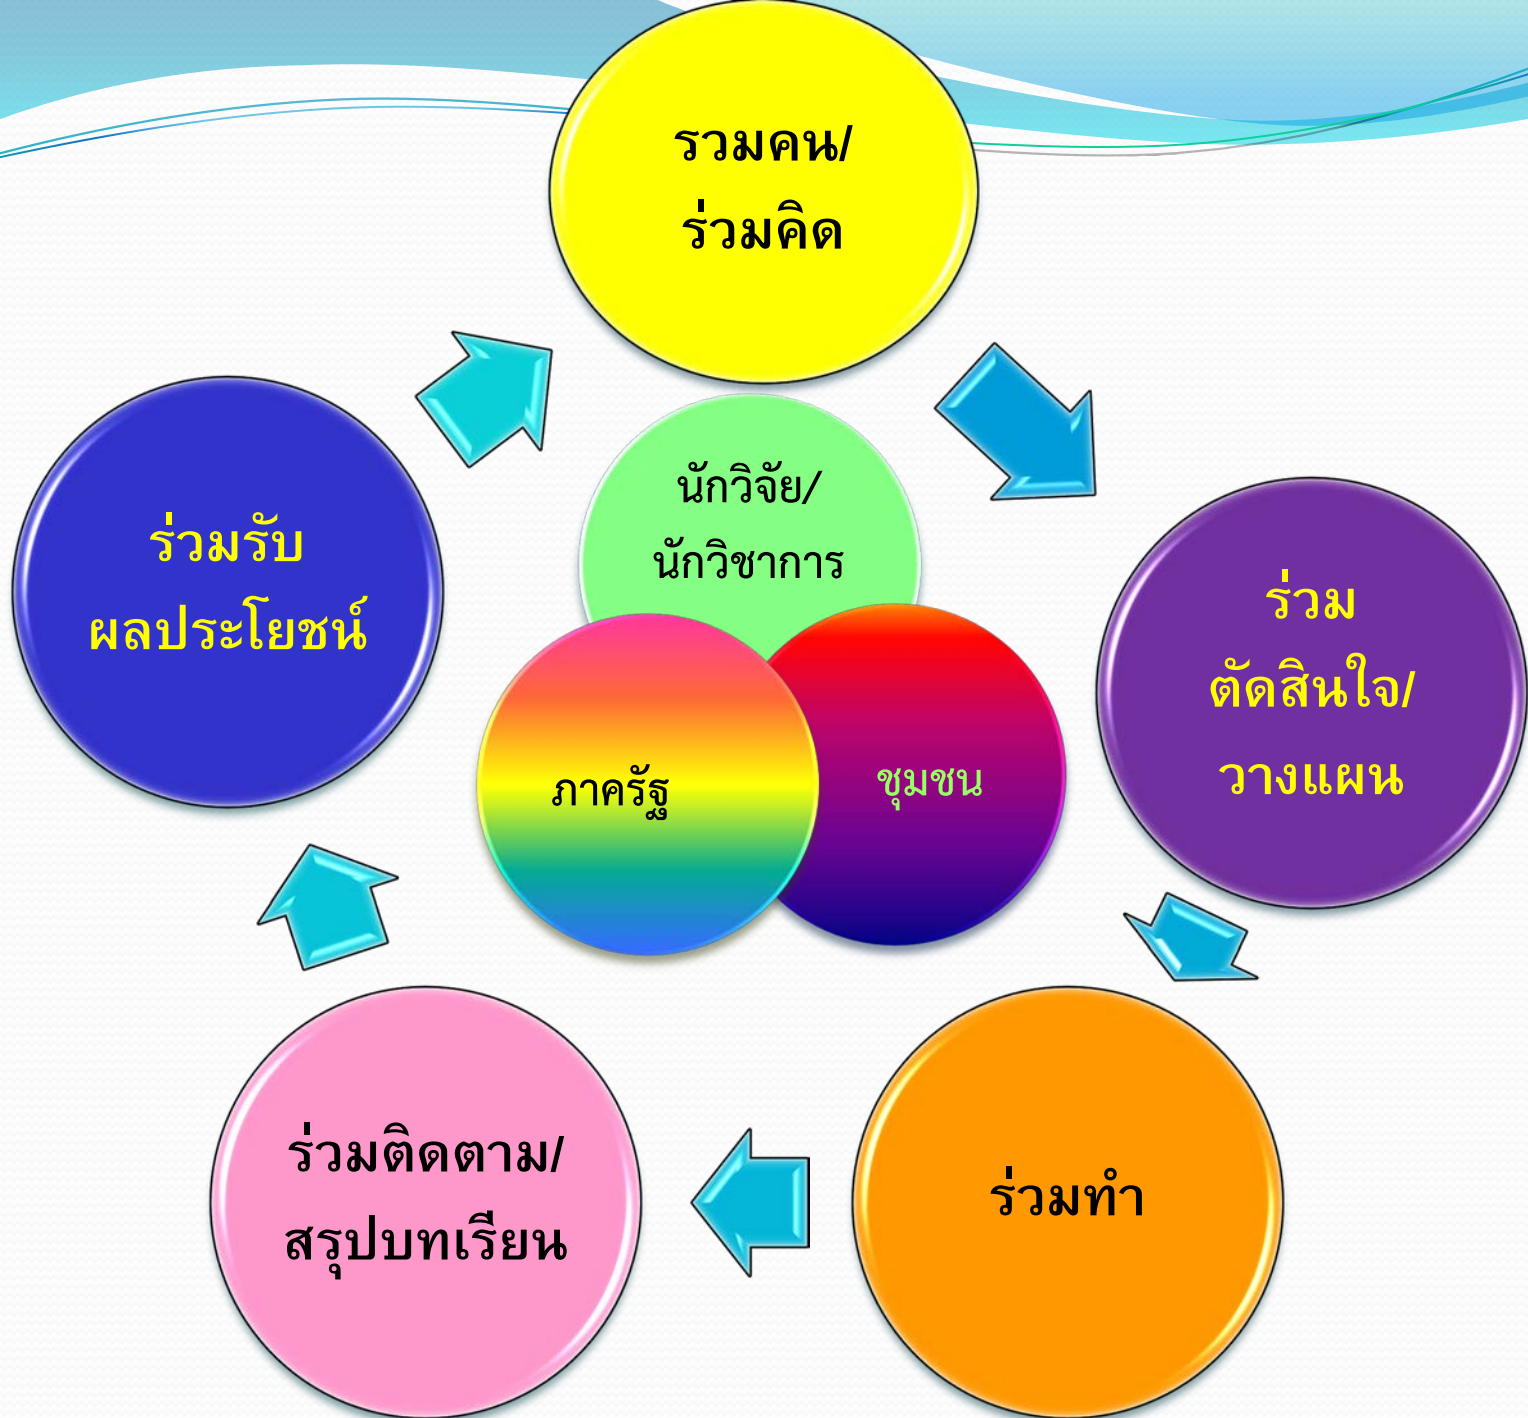 รวมคน/
ร่วมคิด
นักวิจัย/
นักวิชาการ
ร่วมรับ
ผลประโยชน์
ร่วม
ตัดสินใจ/
วางแผน
ภาครัฐ
ชุมชน
ร่วมติดตาม/
สรุปบทเรียน
ร่วมทำ